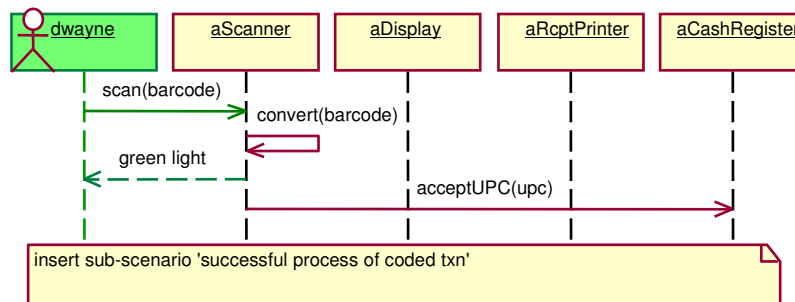 dwayne
aScanner
aDisplay
aRcptPrinter
aCashRegister
scan(barcode)
convert(barcode)
green light
acceptUPC(upc)
insert sub-scenario 'successful process of coded txn'